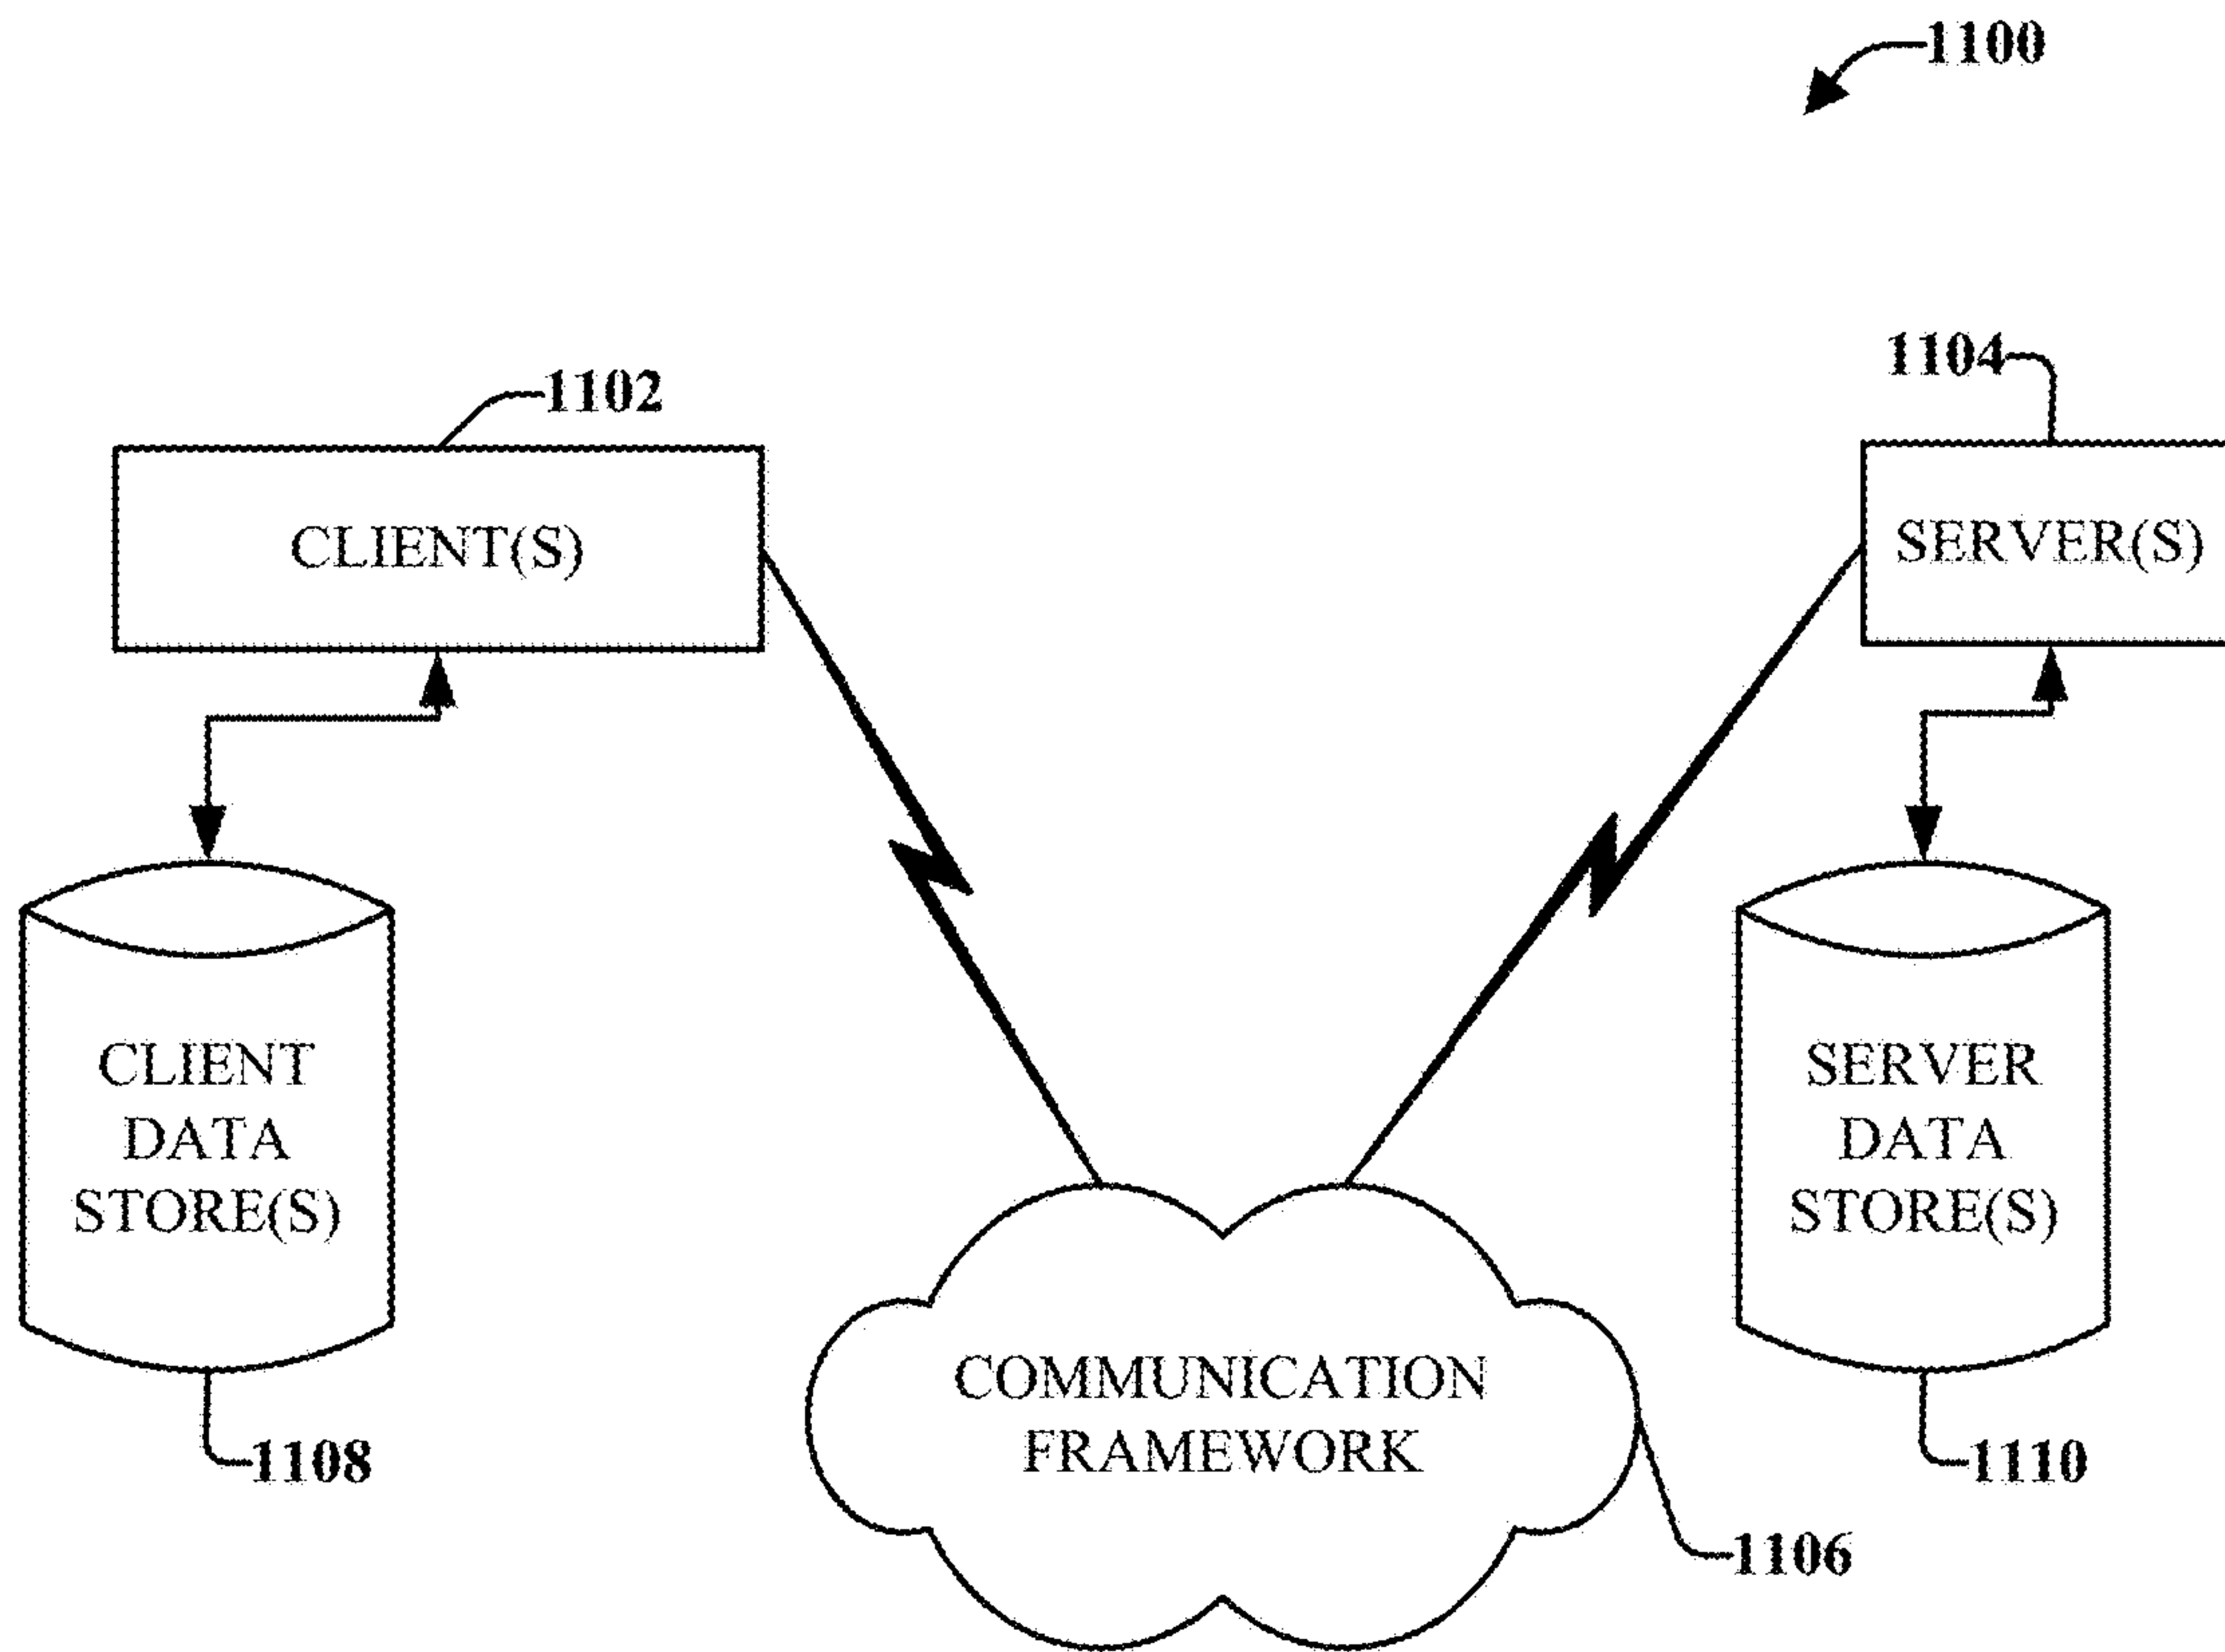 1100
1102
1104
CLIENT(S)
SERVER(S)
CLIENT
DATA
STORE(S)
SERVER
DATA
STORE(S)
COMMUNICATION
FRAMEWORK
1108
1110
1106